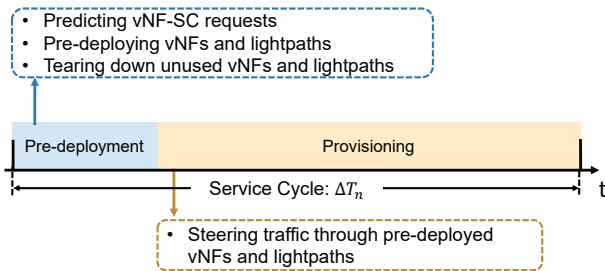 • Predicting vNF-SC requests
• Pre-deploying vNFs and lightpaths
• Tearing down unused vNFs and lightpaths
Pre-deployment
Provisioning
Service Cycle: ΔTn
t
• Steering traffic through pre-deployed
vNFs and lightpaths